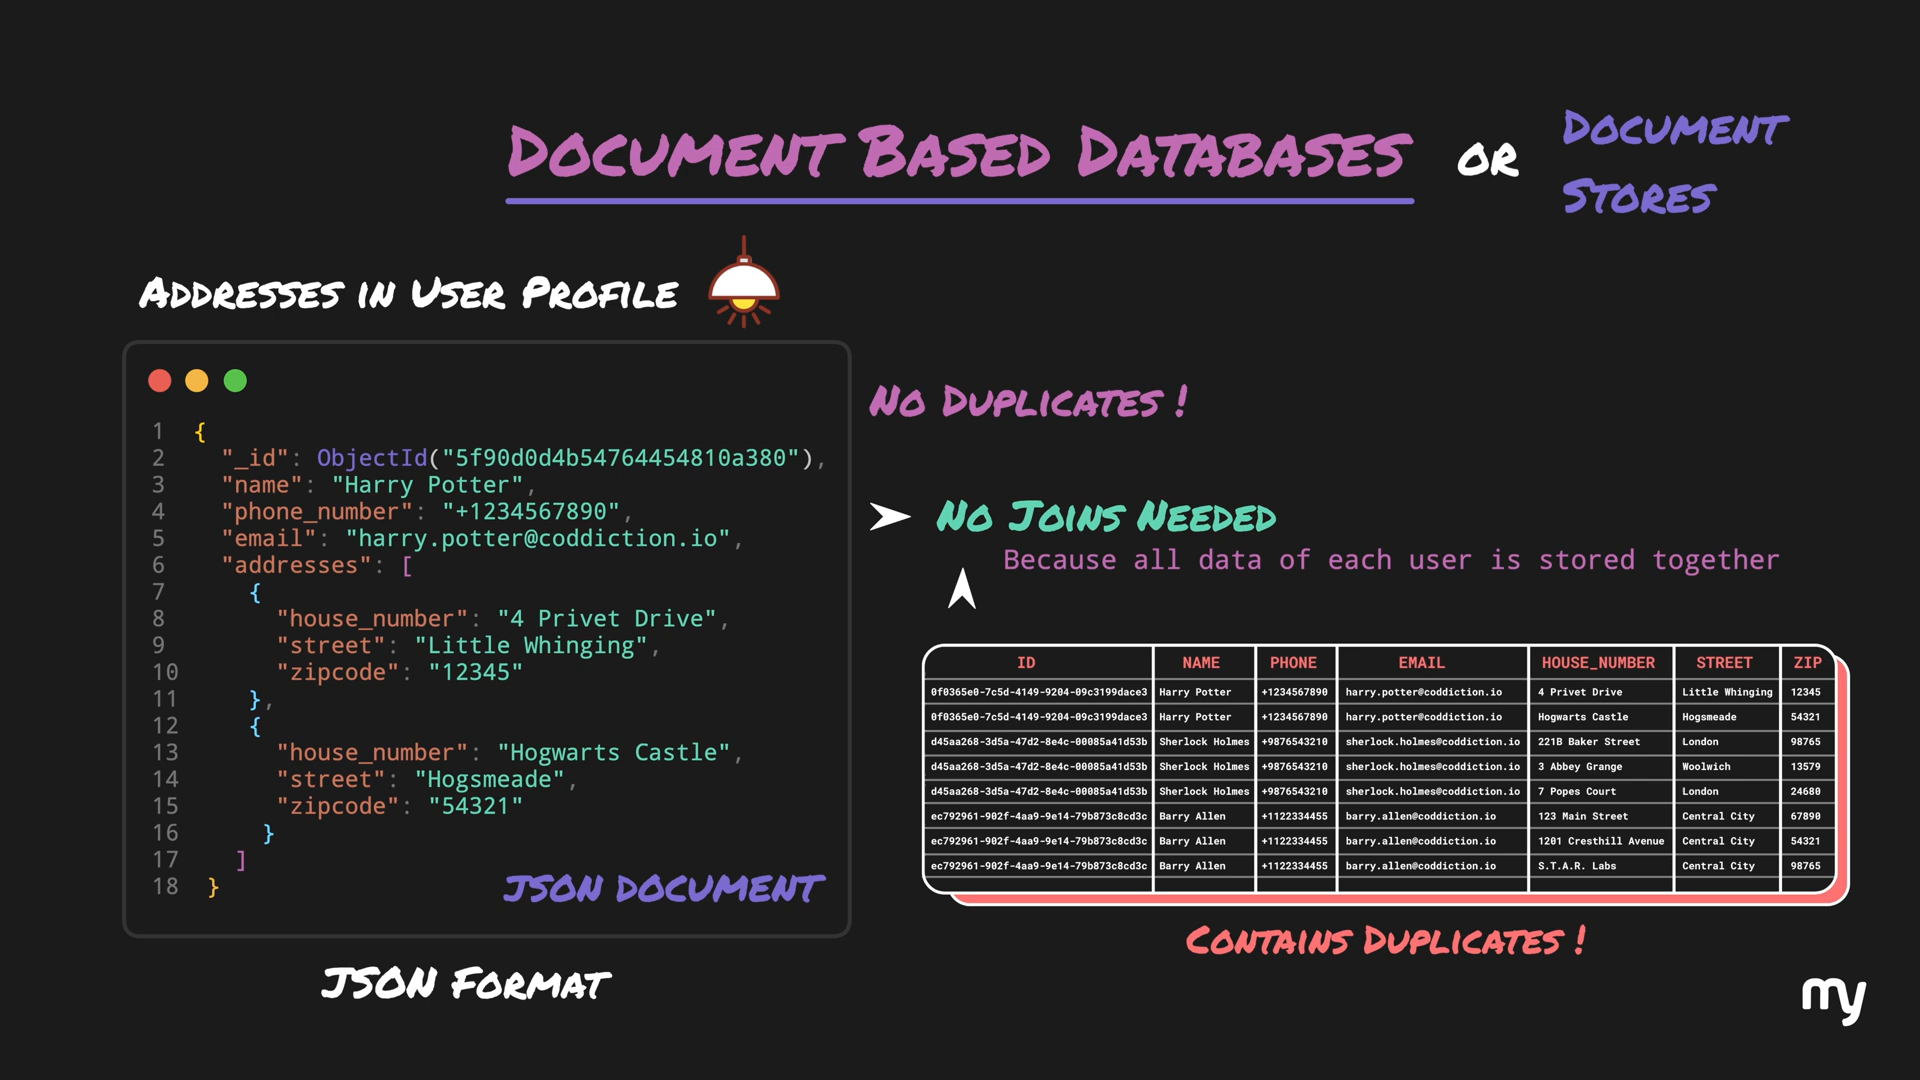 DOCUMENT BASED DATABASES OR DOCUMENT STORES
ADDRESSES IN USER PROFILE
1 {
2 "_id": ObjectId("5f90d0d4b54764454810a380"),
3 "name": "Harry Potter",
4 "phone_number": "+1234567890",
5 "email": "harry.potter@coddiction.io",
6 "addresses": [
7 {
8 "house_number": "4 Privet Drive",
9 "street": "Little Whinging",
10 "zipcode": "12345"
11 },
12 {
13 "house_number": "Hogwarts Castle",
14 "street": "Hogsmeade",
15 "zipcode": "54321"
16 }
17 ]
18 }
JSON DOCUMENT
JSON FORMAT
NO DUPLICATES !
NO JOINS NEEDED
Because all data of each user is stored together
ID NAME PHONE EMAIL HOUSE_NUMBER STREET ZIP
0f0365e0-7c5d-4149-9204-09c3199dace3 Harry Potter +1234567890 harry.potter@coddiction.io 4 Privet Drive Little Whinging 12345
0f0365e0-7c5d-4149-9204-09c3199dace3 Harry Potter +1234567890 harry.potter@coddiction.io Hogwarts Castle Hogsmeade 54321
d45aa268-3d5a-47d2-8e4c-00085a41d53b Sherlock Holmes +9876543210 sherlock.holmes@coddiction.io 221B Baker Street London 98765
d45aa268-3d5a-47d2-8e4c-00085a41d53b Sherlock Holmes +9876543210 sherlock.holmes@coddiction.io 3 Abbey Grange Woolwich 13579
d45aa268-3d5a-47d2-8e4c-00085a41d53b Sherlock Holmes +9876543210 sherlock.holmes@coddiction.io 7 Popes Court London 24680
ec792961-902f-4aa9-9e14-79b873c8cd3c Barry Allen +1122334455 barry.allen@coddiction.io 123 Main Street Central City 67890
ec792961-902f-4aa9-9e14-79b873c8cd3c Barry Allen +1122334455 barry.allen@coddiction.io 1201 Cresthill Avenue Central City 54321
ec792961-902f-4aa9-9e14-79b873c8cd3c Barry Allen +1122334455 barry.allen@coddiction.io S.T.A.R. Labs Central City 98765
CONTAINS DUPLICATES !
my